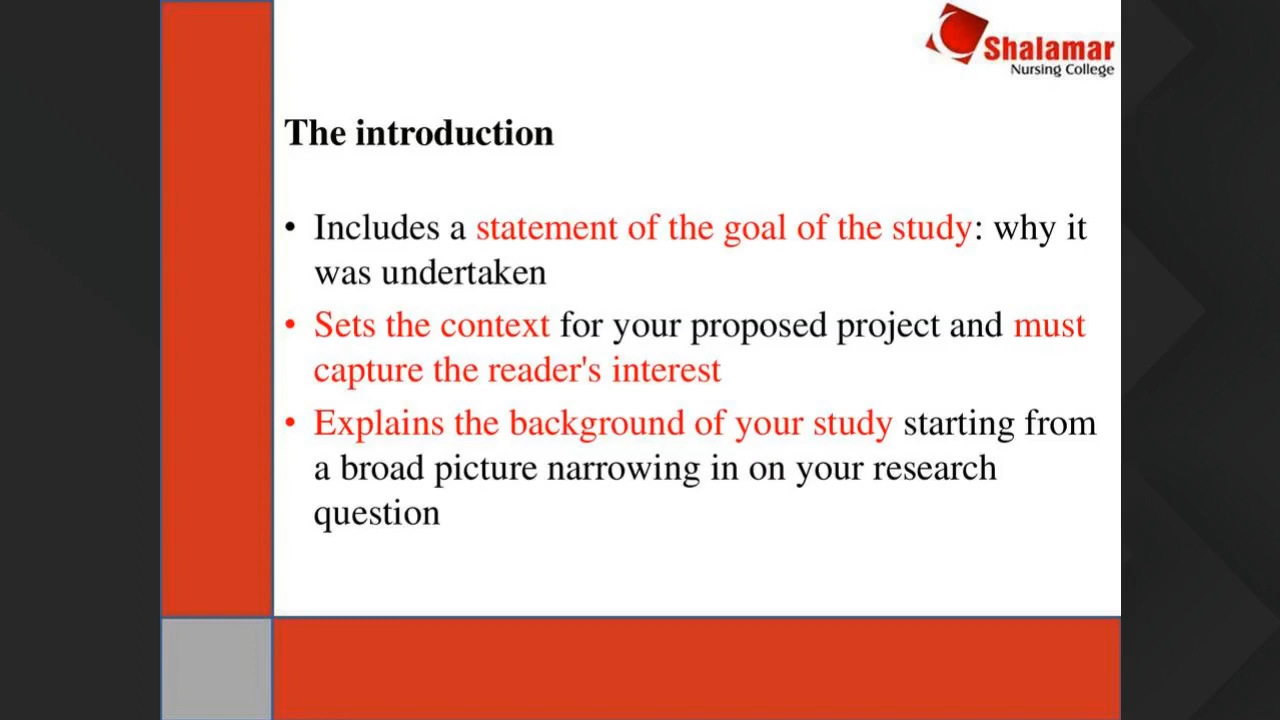 Shalamar
Nursing College
The introduction
• Includes a statement of the goal of the study: why it
was undertaken
• Sets the context for your proposed project and must
capture the reader's interest
• Explains the background of your study starting from
a broad picture narrowing in on your research
question